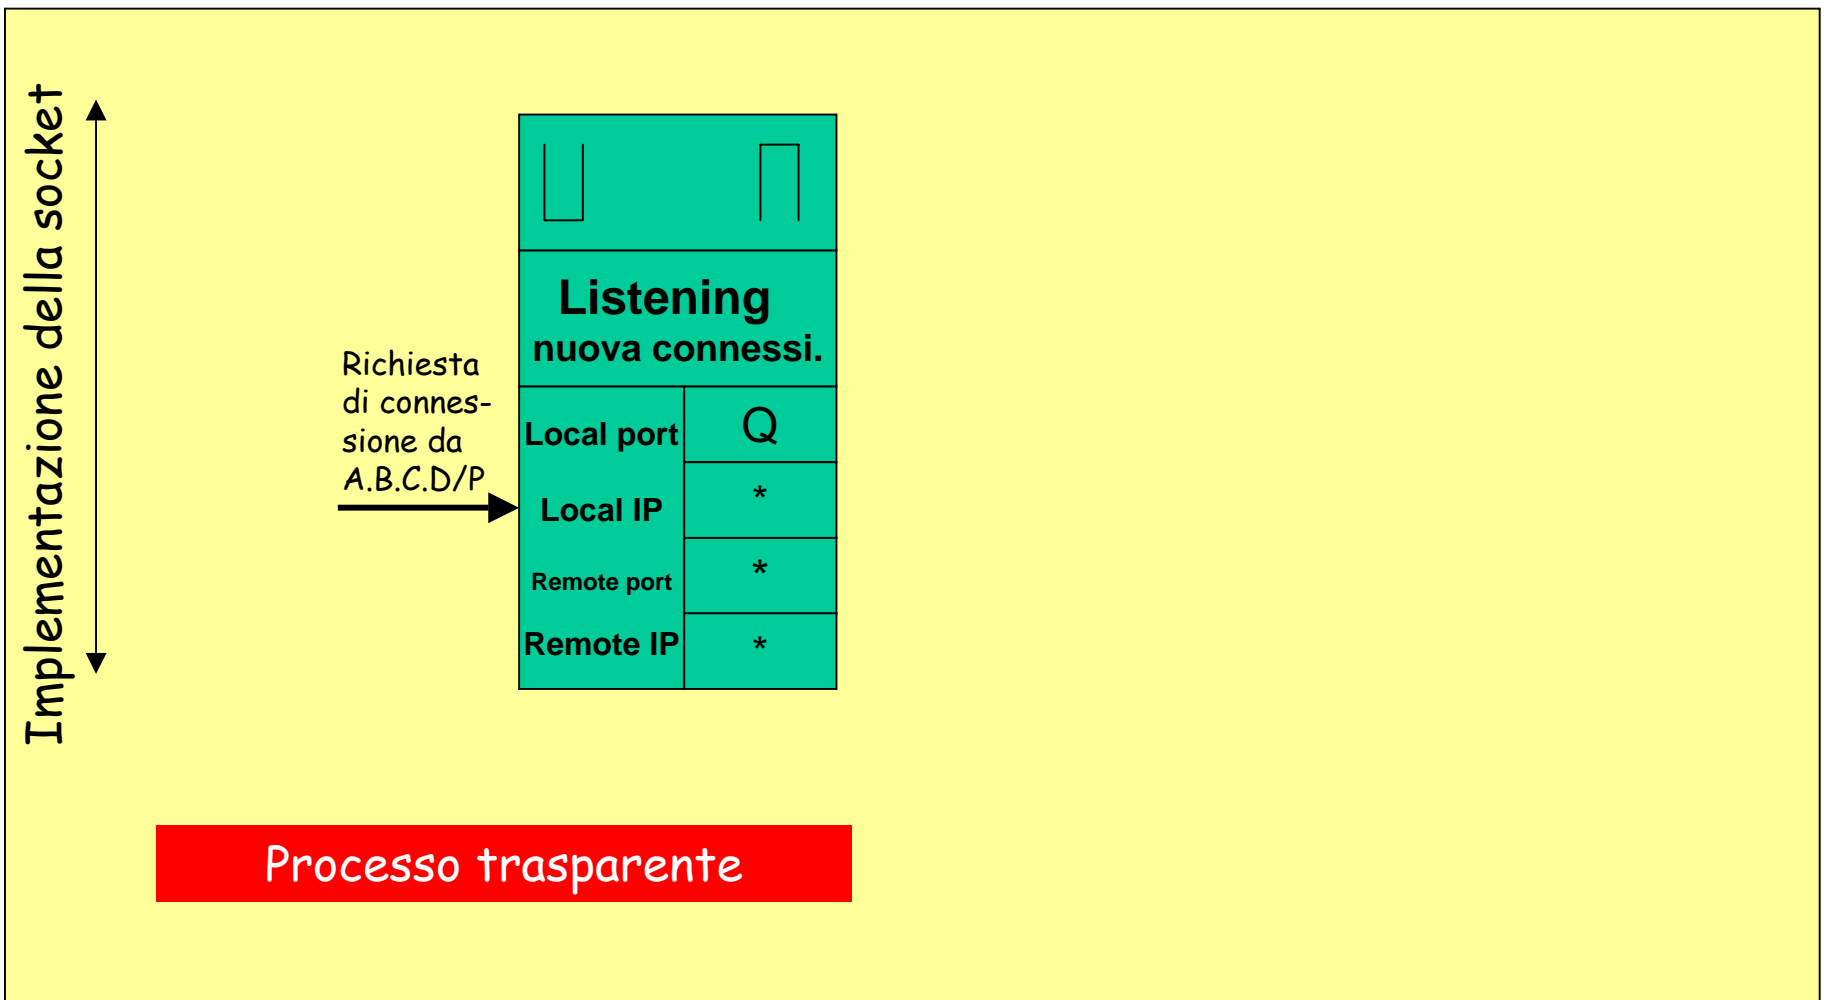 Implementazione della socket
Listening
nuova connessi.
Richiesta
di connes-
sione da
A.B.C.D/P
Local port Q
Local IP *
Remote port *
Remote IP *
Processo trasparente